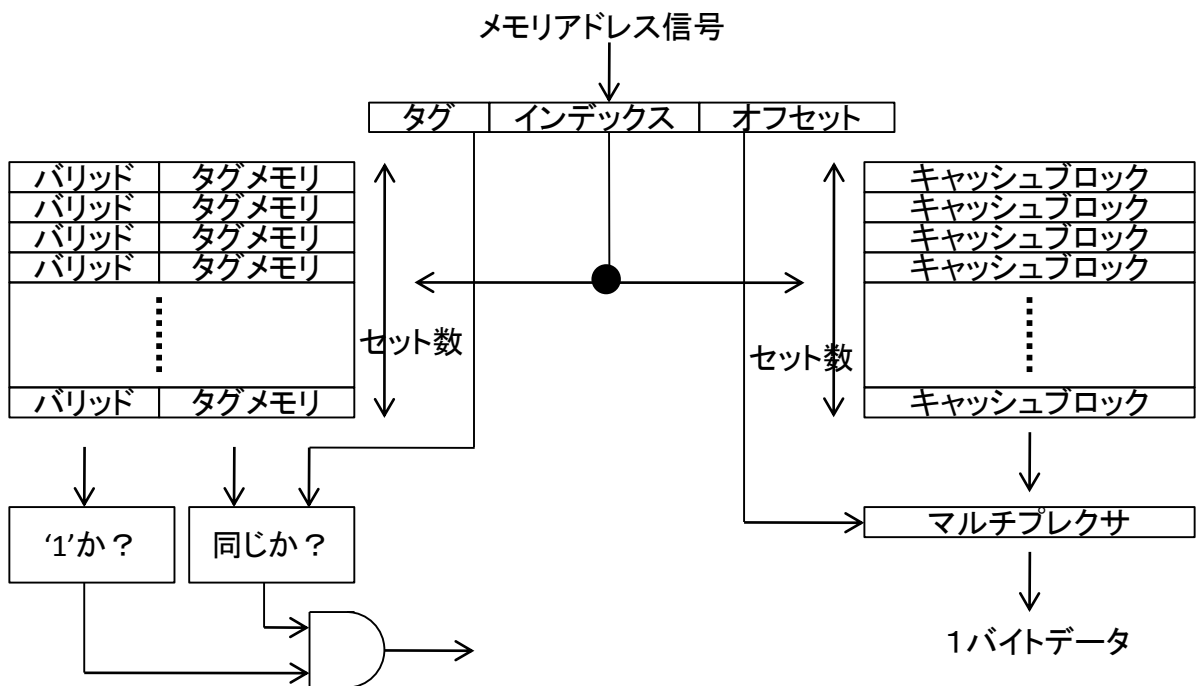 メモリアドレス信号
タグ インデックス オフセット
バリッド タグメモリ キャッシュブロック
バリッド タグメモリ キャッシュブロック
バリッド タグメモリ キャッシュブロック
バリッド タグメモリ キャッシュブロック
セット数 セット数
バリッド タグメモリ キャッシュブロック
‘1’か？ 同じか？ マルチプレクサ
１バイトデータ